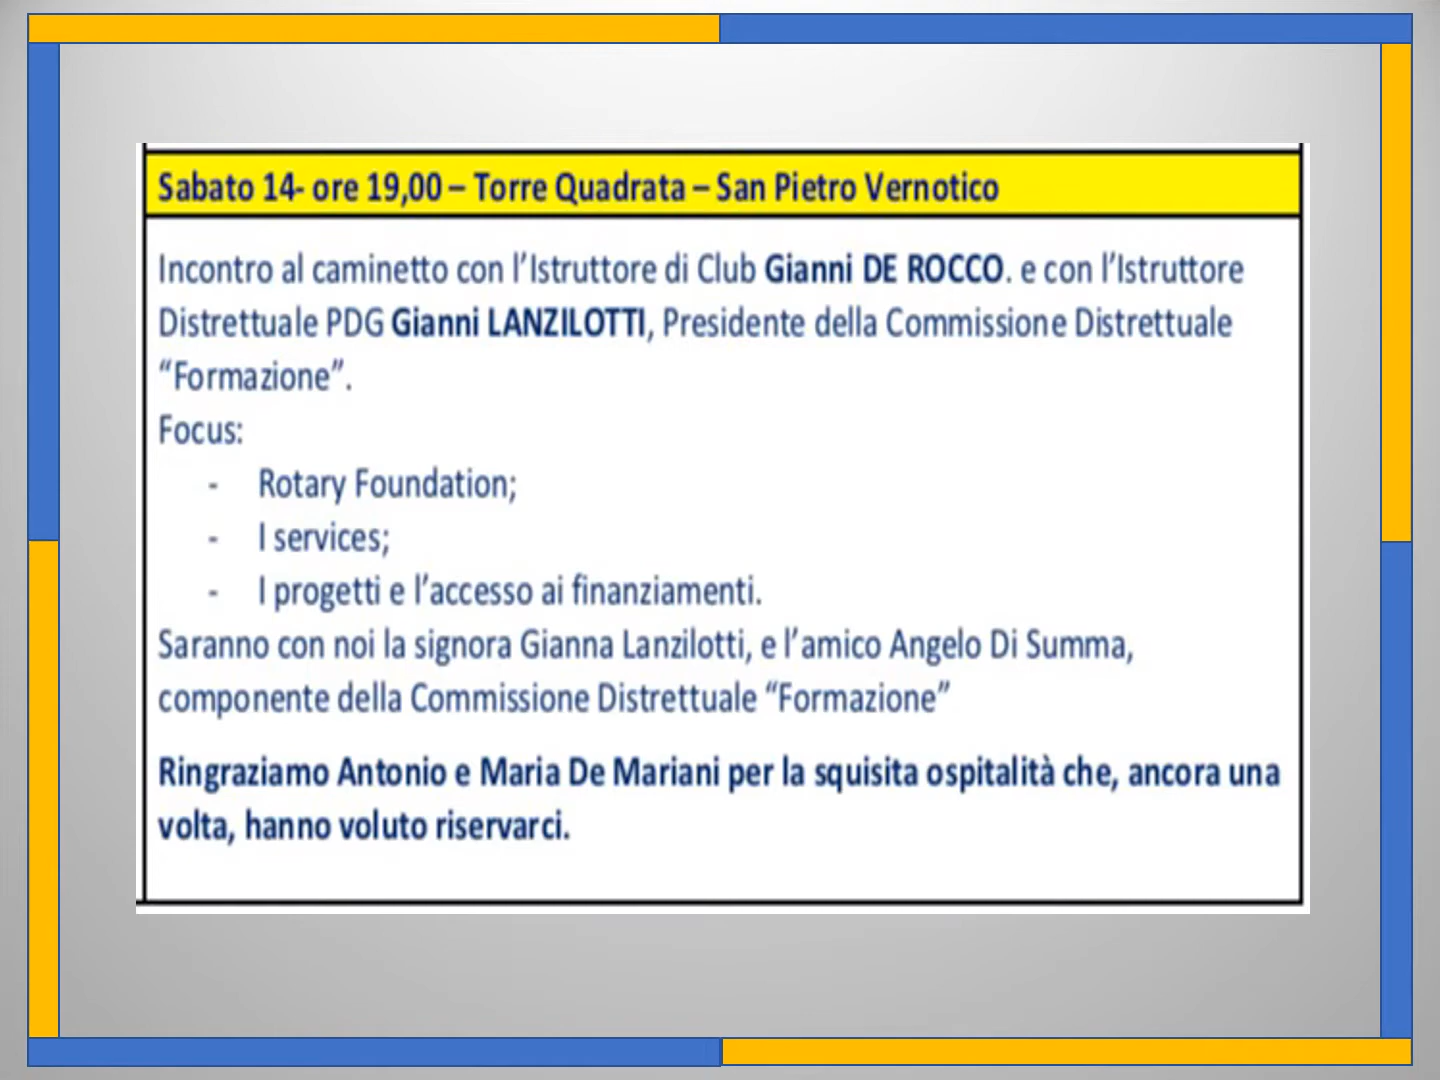 Sabato 14- ore 19,00 – Torre Quadrata – San Pietro Vernotico
Incontro al caminetto con l’Istruttore di Club Gianni DE ROCCO. e con l’Istruttore
Distrettuale PDG Gianni LANZILOTTI, Presidente della Commissione Distrettuale
“Formazione”.
Focus:
- Rotary Foundation;
- I services;
- I progetti e l’accesso ai finanziamenti.
Saranno con noi la signora Gianna Lanzilotti, e l’amico Angelo Di Summa,
componente della Commissione Distrettuale “Formazione”
Ringraziamo Antonio e Maria De Mariani per la squisita ospitalità che, ancora una
volta, hanno voluto riservarci.